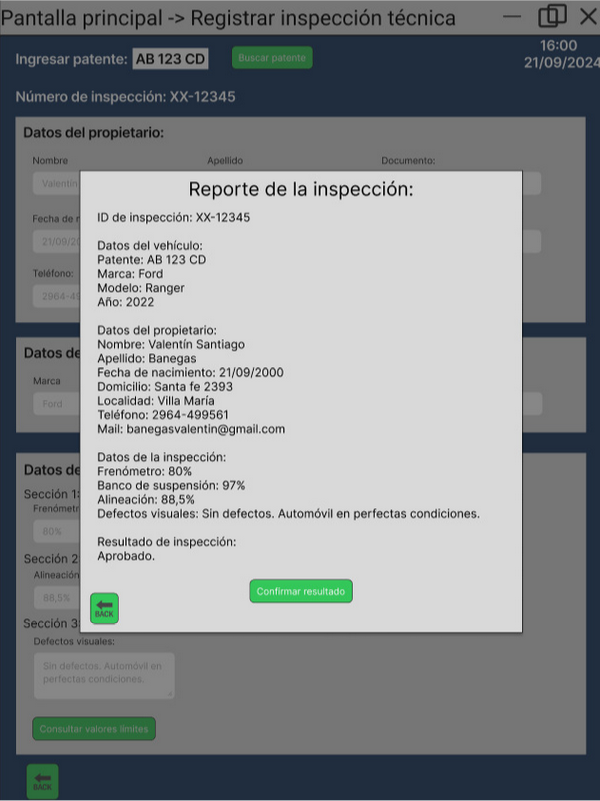 Pantalla principal -> Registrar inspección técnica
16:00
21/09/2024
Ingresar patente: AB 123 CD
Buscar patente
Número de inspección: XX-12345
Datos del propietario:
Nombre
Apellido
Documento:
Valentín
Fecha de n
21/09/20
Teléfono:
2964-49
Datos de
Marca
Ford
Datos de
Sección 1:
Frenómetr
80%
Sección 2
Alineación
88,5%
Sección 3:
Defectos visuales:
Sin defectos. Automóvil en
perfectas condiciones.
Consultar valores límites
BACK
Reporte de la inspección:
ID de inspección: XX-12345
Datos del vehículo:
Patente: AB 123 CD
Marca: Ford
Modelo: Ranger
Año: 2022
Datos del propietario:
Nombre: Valentín Santiago
Apellido: Banegas
Fecha de nacimiento: 21/09/2000
Domicilio: Santa fe 2393
Localidad: Villa María
Teléfono: 2964-499561
Mail: banegasvalentin@gmail.com
Datos de la inspección:
Frenómetro: 80%
Banco de suspensión: 97%
Alineación: 88,5%
Defectos visuales: Sin defectos. Automóvil en perfectas condiciones.
Resultado de inspección:
Aprobado.
Confirmar resultado
BACK